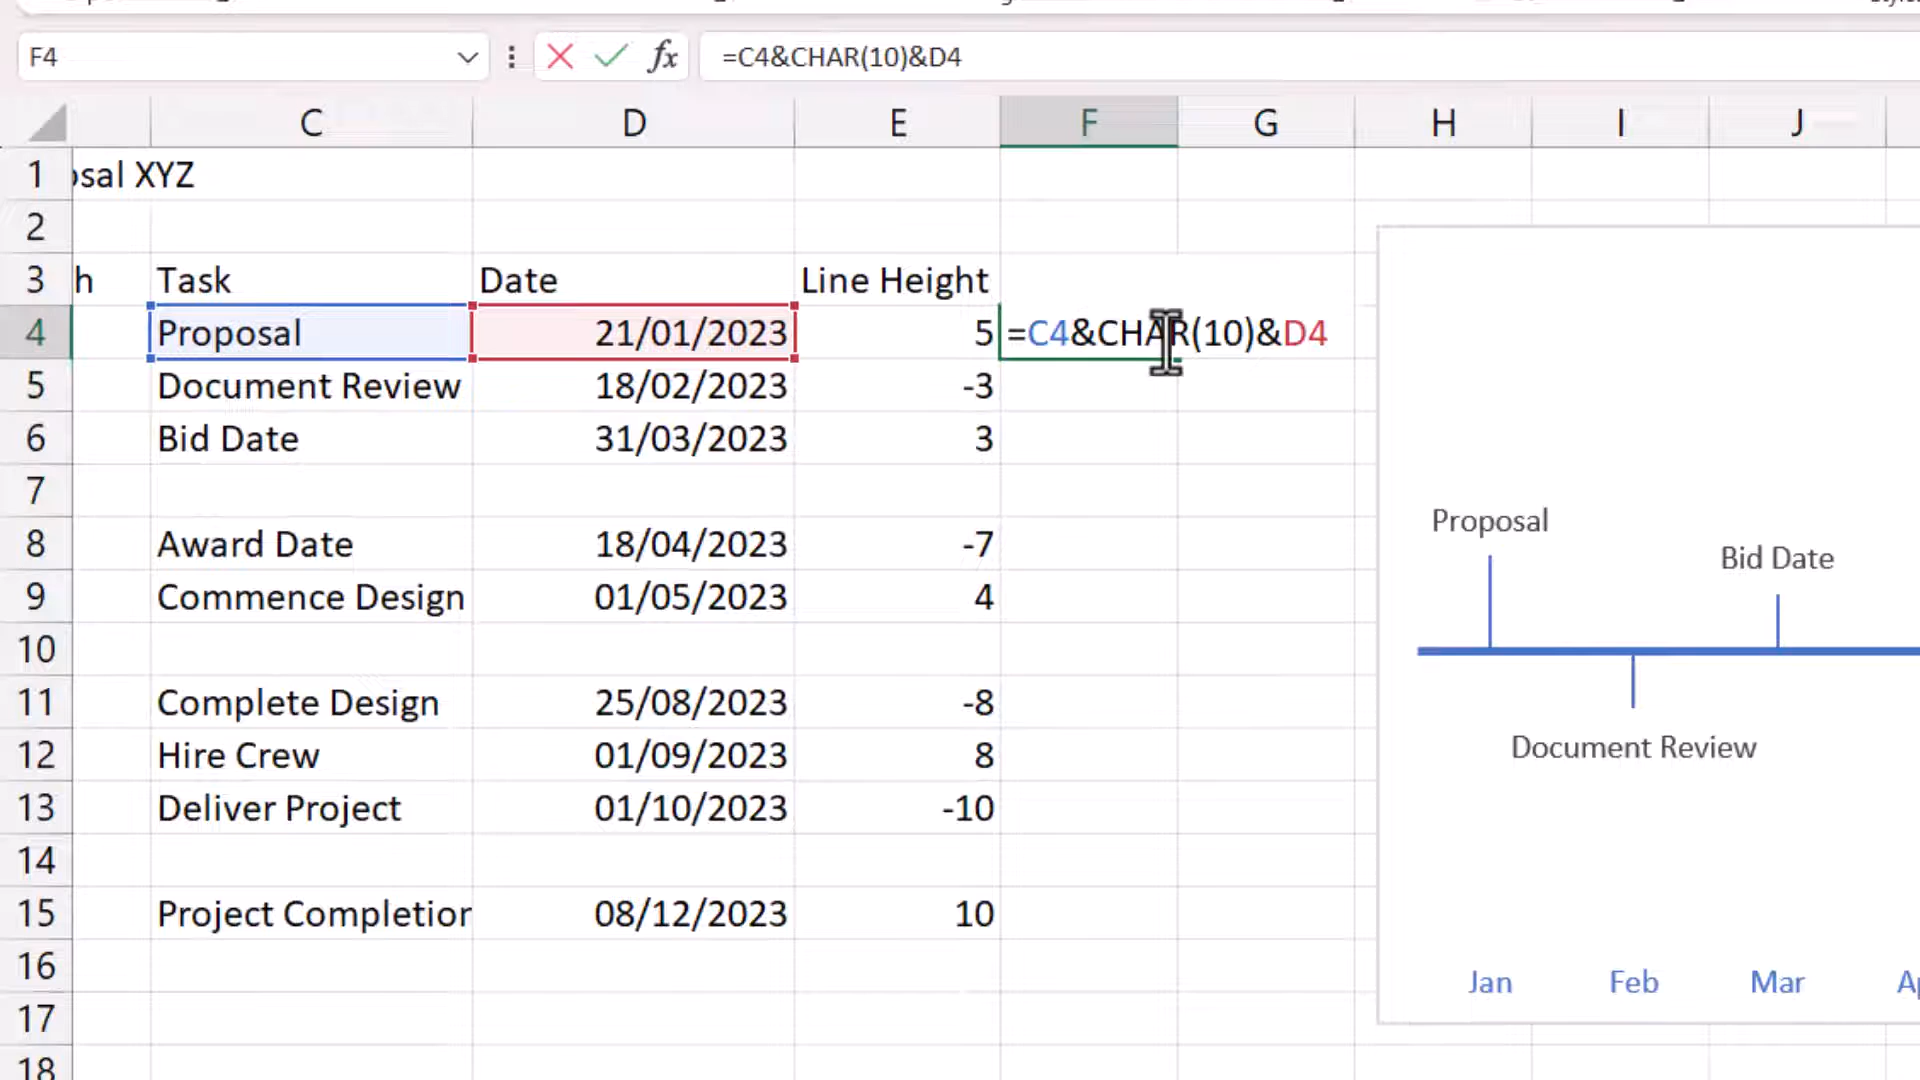 F4 fx =C4&CHAR(10)&D4
C D E F G H I J
1 osal XYZ
2
3 h Task Date Line Height
4 Proposal 21/01/2023 5 =C4&CHAR(10)&D4
5 Document Review 18/02/2023 -3
6 Bid Date 31/03/2023 3
7
8 Award Date 18/04/2023 -7
9 Commence Design 01/05/2023 4
10
11 Complete Design 25/08/2023 -8
12 Hire Crew 01/09/2023 8
13 Deliver Project 01/10/2023 -10
14
15 Project Completion 08/12/2023 10
16
17
18
Proposal
Bid Date
Document Review
Jan Feb Mar Ap